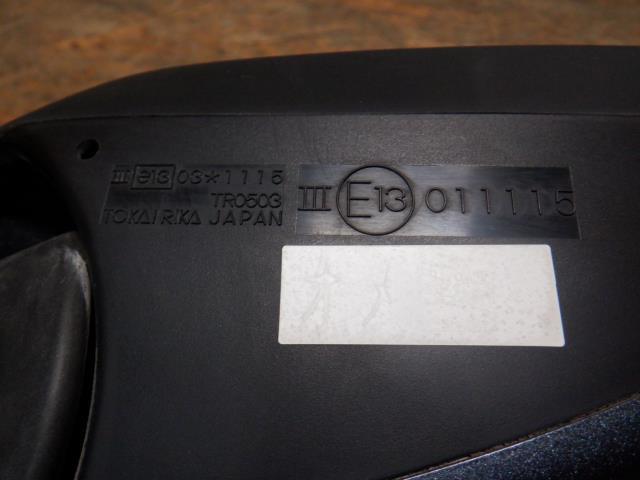 III e13 03*1115
TR0503
TOKAI RIKA JAPAN
III E13 011115